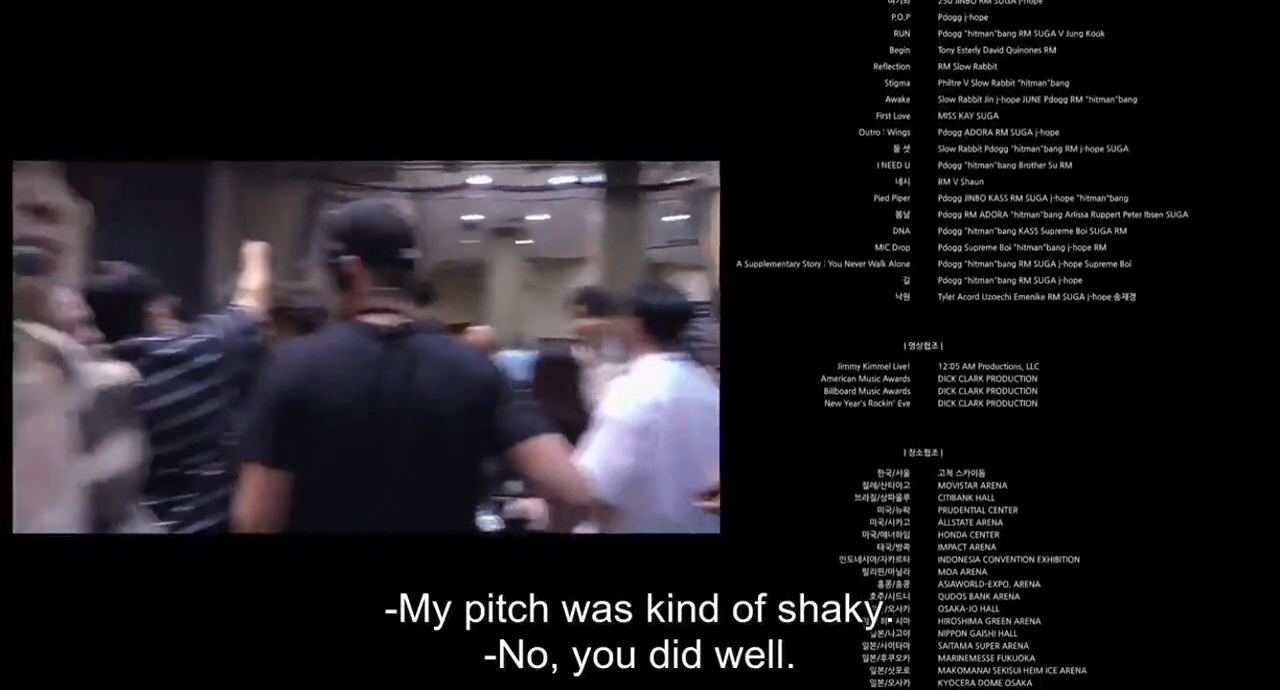 P.O.P Pdogg j-hope
RUN Pdogg "hitman"bang RM SUGA V Jung Kook
Begin Tony Esterly David Quinones RM
Reflection RM Slow Rabbit
Stigma Philtre V Slow Rabbit "hitman"bang
Awake Slow Rabbit Jin j-hope JUNE Pdogg RM "hitman"bang
First Love MISS KAY SUGA
Outro : Wings Pdogg ADORA RM SUGA j-hope
둘 셋 Slow Rabbit Pdogg "hitman"bang RM j-hope SUGA
I NEED U Pdogg "hitman"bang Brother Su RM
네시 RM V Shaun
Pied Piper Pdogg JINBO KASS RM SUGA j-hope "hitman"bang
봄날 Pdogg RM ADORA "hitman"bang Arlissa Ruppert Peter Ibsen SUGA
DNA Pdogg "hitman"bang KASS Supreme Boi SUGA RM
MIC Drop Pdogg Supreme Boi "hitman"bang j-hope RM
A Supplementary Story : You Never Walk Alone Pdogg "hitman"bang RM SUGA j-hope Supreme Boi
길 Pdogg "hitman"bang RM SUGA j-hope
낙원 Tyler Acord Uzoechi Emenike RM SUGA j-hope 송재경
| 영상협조 |
Jimmy Kimmel Live! 12:05 AM Productions, LLC
American Music Awards DICK CLARK PRODUCTION
Billboard Music Awards DICK CLARK PRODUCTION
New Year's Rockin' Eve DICK CLARK PRODUCTION
| 장소협조 |
한국/서울 고척 스카이돔
칠레/산티아고 MOVISTAR ARENA
브라질/상파울루 CITIBANK HALL
미국/뉴왁 PRUDENTIAL CENTER
미국/시카고 ALLSTATE ARENA
미국/애너하임 HONDA CENTER
태국/방콕 IMPACT ARENA
인도네시아/자카르타 INDONESIA CONVENTION EXHIBITION
필리핀/마닐라 MOA ARENA
홍콩/홍콩 ASIAWORLD-EXPO, ARENA
호주/시드니 QUDOS BANK ARENA
/오사카 OSAKA-JO HALL
시마 HIROSHIMA GREEN ARENA
일본/나고야 NIPPON GAISHI HALL
일본/사이타마 SAITAMA SUPER ARENA
일본/후쿠오카 MARINEMESSE FUKUOKA
일본/삿포로 MAKOMANAI SEKISUI HEIM ICE ARENA
일본/오사카 KYOCERA DOME OSAKA
-My pitch was kind of shaky.
-No, you did well.